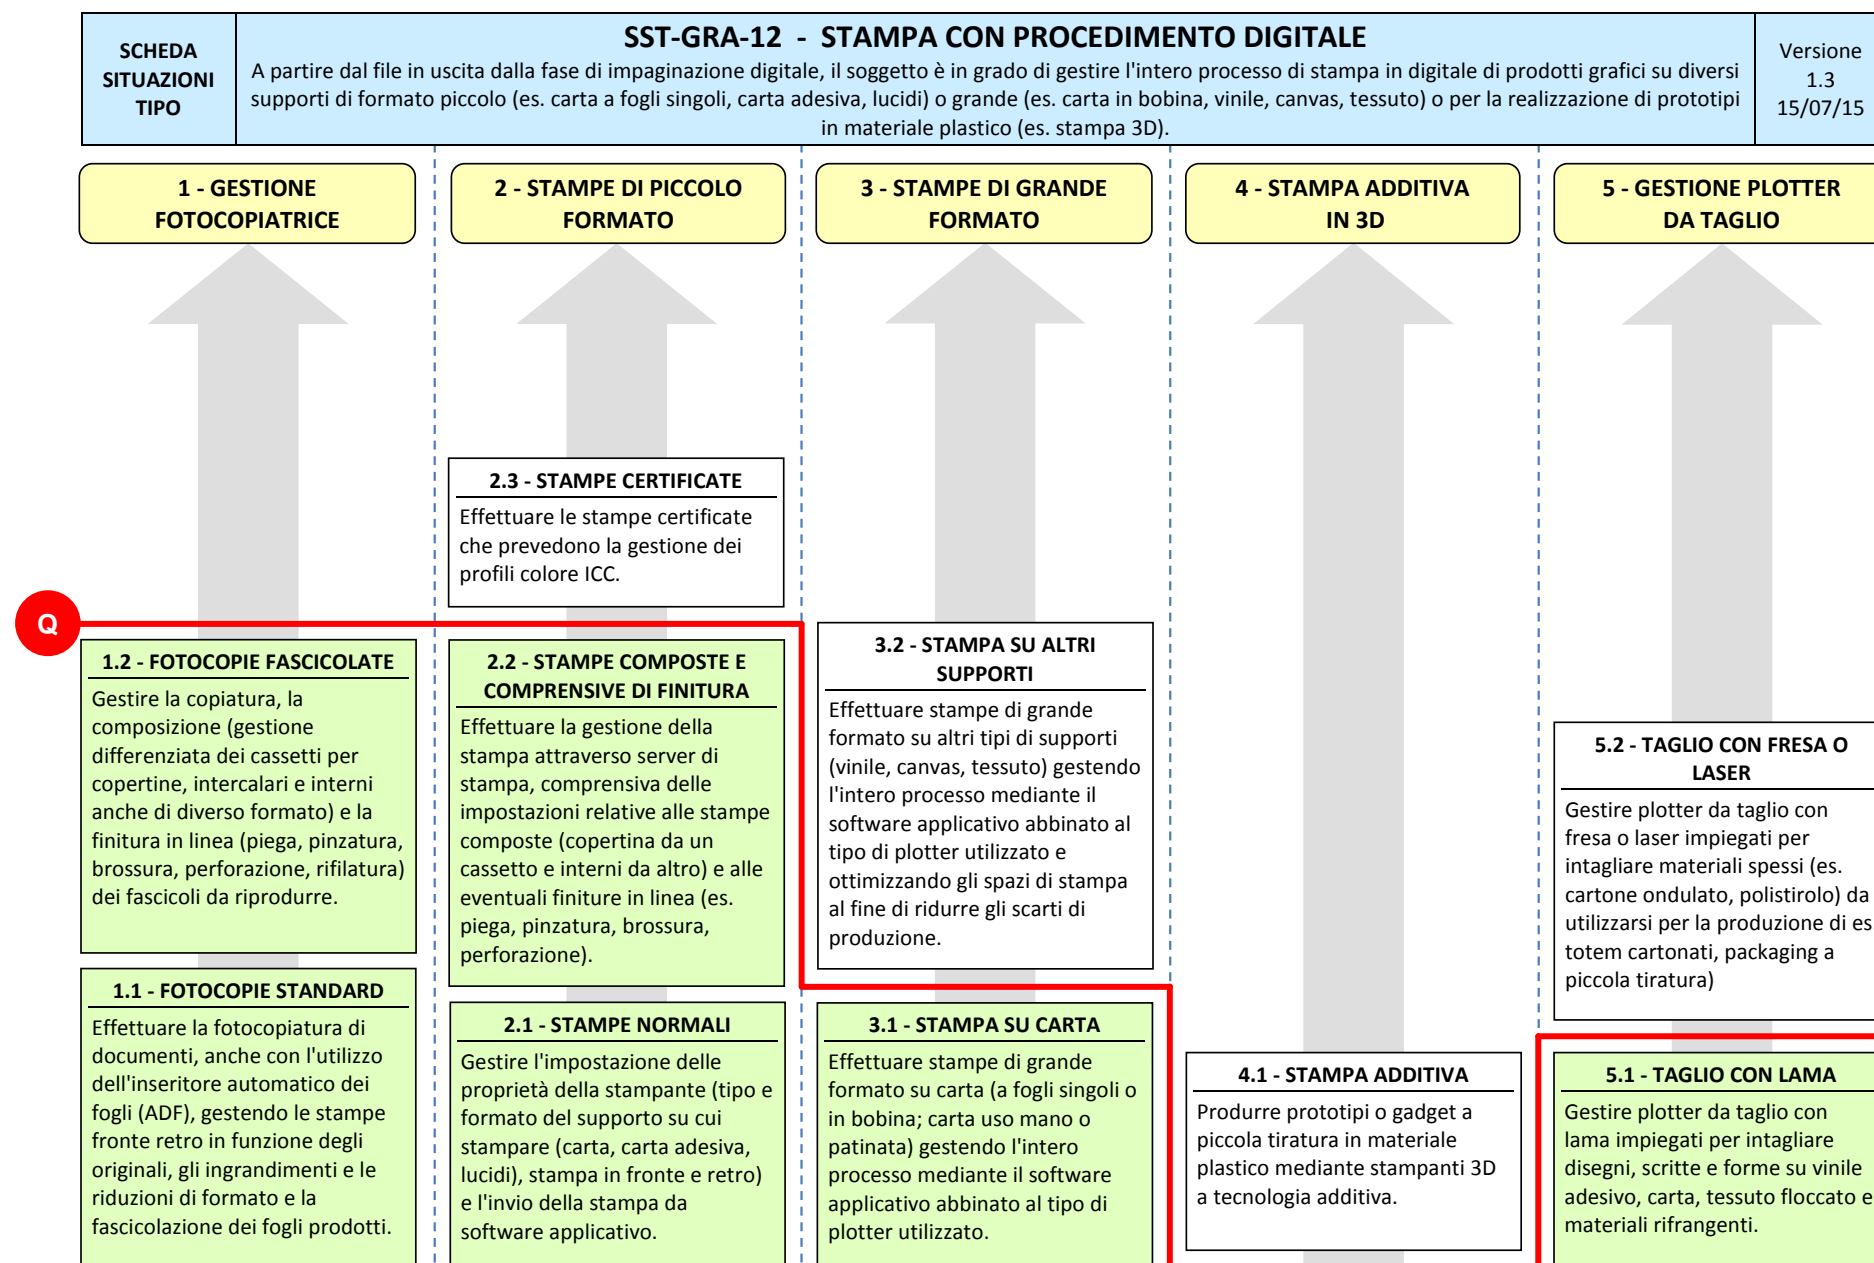 SCHEDA
SITUAZIONI
TIPO
SST-GRA-12 - STAMPA CON PROCEDIMENTO DIGITALE
A partire dal file in uscita dalla fase di impaginazione digitale, il soggetto è in grado di gestire l'intero processo di stampa in digitale di prodotti grafici su diversi
supporti di formato piccolo (es. carta a fogli singoli, carta adesiva, lucidi) o grande (es. carta in bobina, vinile, canvas, tessuto) o per la realizzazione di prototipi
in materiale plastico (es. stampa 3D).
Versione
1.3
15/07/15
1 - GESTIONE
FOTOCOPIATRICE
2 - STAMPE DI PICCOLO
FORMATO
3 - STAMPE DI GRANDE
FORMATO
4 - STAMPA ADDITIVA
IN 3D
5 - GESTIONE PLOTTER
DA TAGLIO
Q
1.2 - FOTOCOPIE FASCICOLATE
Gestire la copiatura, la
composizione (gestione
differenziata dei cassetti per
copertine, intercalari e interni
anche di diverso formato) e la
finitura in linea (piega, pinzatura,
brossura, perforazione, rifilatura)
dei fascicoli da riprodurre.
1.1 - FOTOCOPIE STANDARD
Effettuare la fotocopiatura di
documenti, anche con l'utilizzo
dell'inseritore automatico dei
fogli (ADF), gestendo le stampe
fronte retro in funzione degli
originali, gli ingrandimenti e le
riduzioni di formato e la
fascicolazione dei fogli prodotti.
2.3 - STAMPE CERTIFICATE
Effettuare le stampe certificate
che prevedono la gestione dei
profili colore ICC.
2.2 - STAMPE COMPOSTE E
COMPRENSIVE DI FINITURA
Effettuare la gestione della
stampa attraverso server di
stampa, comprensiva delle
impostazioni relative alle stampe
composte (copertina da un
cassetto e interni da altro) e alle
eventuali finiture in linea (es.
piega, pinzatura, brossura,
perforazione).
2.1 - STAMPE NORMALI
Gestire l'impostazione delle
proprietà della stampante (tipo e
formato del supporto su cui
stampare (carta, carta adesiva,
lucidi), stampa in fronte e retro)
e l'invio della stampa da
software applicativo.
3.2 - STAMPA SU ALTRI
SUPPORTI
Effettuare stampe di grande
formato su altri tipi di supporti
(vinile, canvas, tessuto) gestendo
l'intero processo mediante il
software applicativo abbinato al
tipo di plotter utilizzato e
ottimizzando gli spazi di stampa
al fine di ridurre gli scarti di
produzione.
3.1 - STAMPA SU CARTA
Effettuare stampe di grande
formato su carta (a fogli singoli o
in bobina; carta uso mano o
patinata) gestendo l'intero
processo mediante il software
applicativo abbinato al tipo di
plotter utilizzato.
4.1 - STAMPA ADDITIVA
Produrre prototipi o gadget a
piccola tiratura in materiale
plastico mediante stampanti 3D
a tecnologia additiva.
5.2 - TAGLIO CON FRESA O
LASER
Gestire plotter da taglio con
fresa o laser impiegati per
intagliare materiali spessi (es.
cartone ondulato, polistirolo) da
utilizzarsi per la produzione di es
totem cartonati, packaging a
piccola tiratura)
5.1 - TAGLIO CON LAMA
Gestire plotter da taglio con
lama impiegati per intagliare
disegni, scritte e forme su vinile
adesivo, carta, tessuto floccato e
materiali rifrangenti.